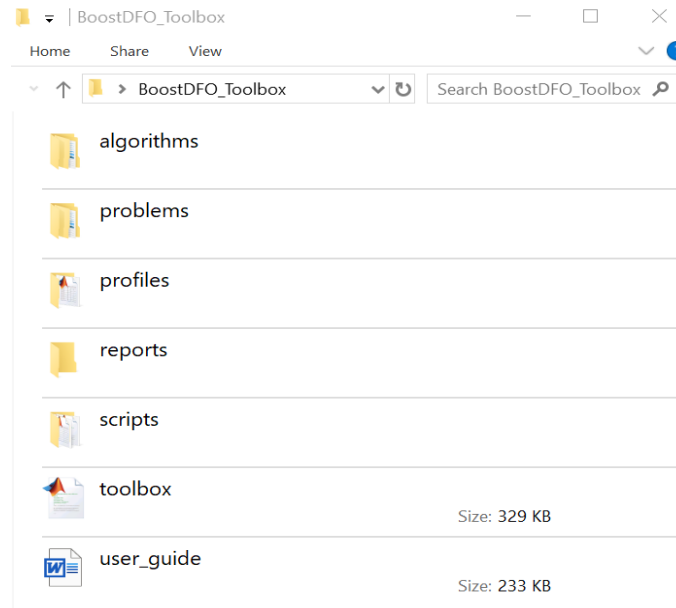 BoostDFO_Toolbox
Home Share View
BoostDFO_Toolbox Search BoostDFO_Toolbox
algorithms
problems
profiles
reports
scripts
toolbox
Size: 329 KB
user_guide
Size: 233 KB